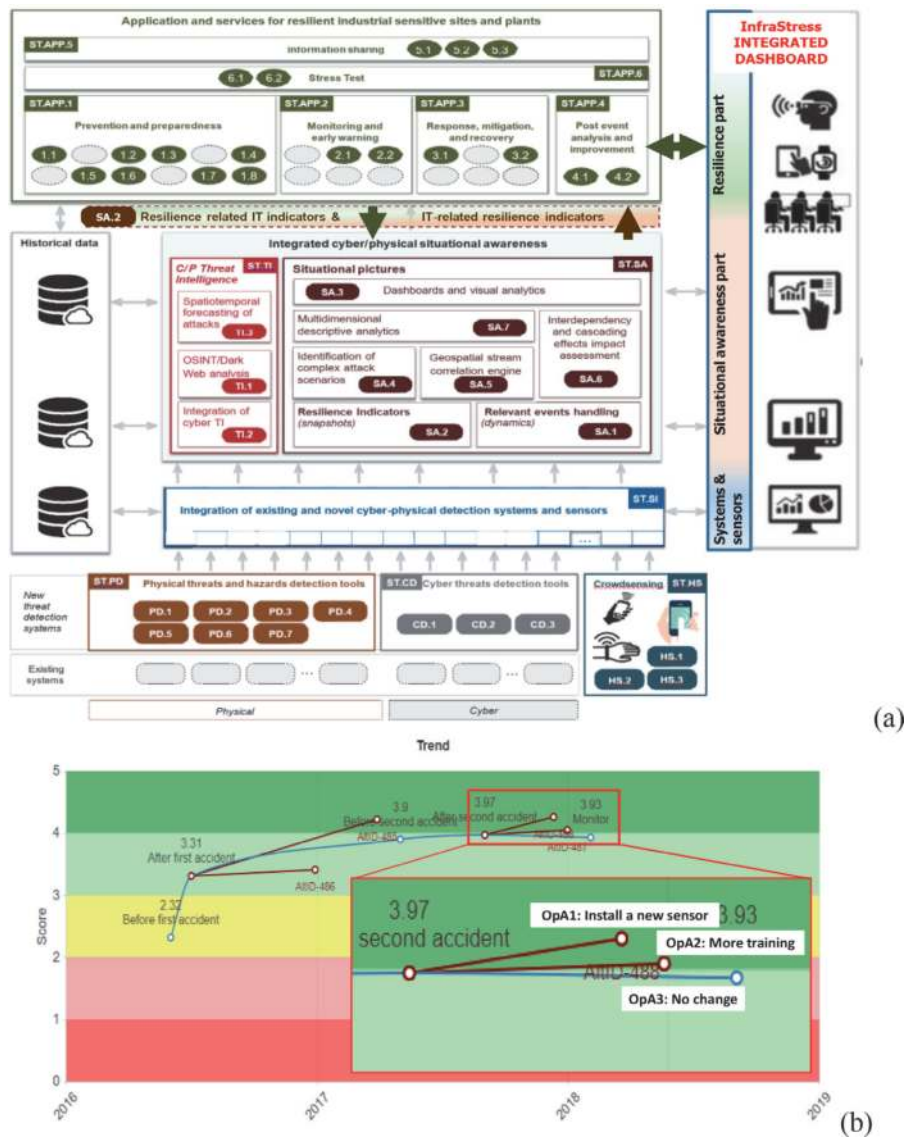 Application and services for resilient industrial sensitive sites and plants
ST.APP.5
Information sharing
5.1 5.2 5.3
6.1 6.2
Stress Test
ST.APP.6
ST.APP.1
Prevention and preparedness
1.1 1.2 1.3 1.4
1.5 1.6 1.7 1.8
ST.APP.2
Monitoring and
early warning
2.1 2.2
ST.APP.3
Response, mitigation,
and recovery
3.1 3.2
ST.APP.4
Post event
analysis and
improvement
4.1 4.2
InfraStress
INTEGRATED
DASHBOARD
Resilience part
Situational awareness part
Systems &
sensors
SA.2 Resilience related IT indicators & IT-related resilience indicators
Historical data
Integrated cyber/physical situational awareness
C/P Threat
Intelligence
ST.TI
Spatiotemporal
forecasting of
attacks
TI.3
OSINT/Dark
Web analysis
TI.1
Integration of
cyber TI
TI.2
Situational pictures
ST.SA
SA.3 Dashboards and visual analytics
Multidimensional
descriptive analytics
SA.7
Interdependency
and cascading
effects impact
assessment
SA.6
Identification of
complex attack
scenarios
SA.4
Geospatial stream
correlation engine
SA.5
Resilience Indicators
(snapshots)
SA.2
Relevant events handling
(dynamics)
SA.1
ST.SI
Integration of existing and novel cyber-physical detection systems and sensors
...
New
threat
detection
systems
ST.PD Physical threats and hazards detection tools
PD.1 PD.2 PD.3 PD.4
PD.5 PD.6 PD.7
ST.CD Cyber threats detection tools
CD.1 CD.2 CD.3
Crowdsensing ST.HS
HS.1
HS.2 HS.3
Existing
systems
... ...
Physical
Cyber
(a)
Trend
Score
5
4
3
2
1
0
2016
2017
2018
2019
2.32
Before first accident
3.31
After first accident
AltID-486
3.9
Before second accident
AltID-485
3.97
After second accident
3.93
Monitor
AltID-487
3.97
second accident
OpA1: Install a new sensor
3.93
OpA2: More training
AltID-488
OpA3: No change
(b)